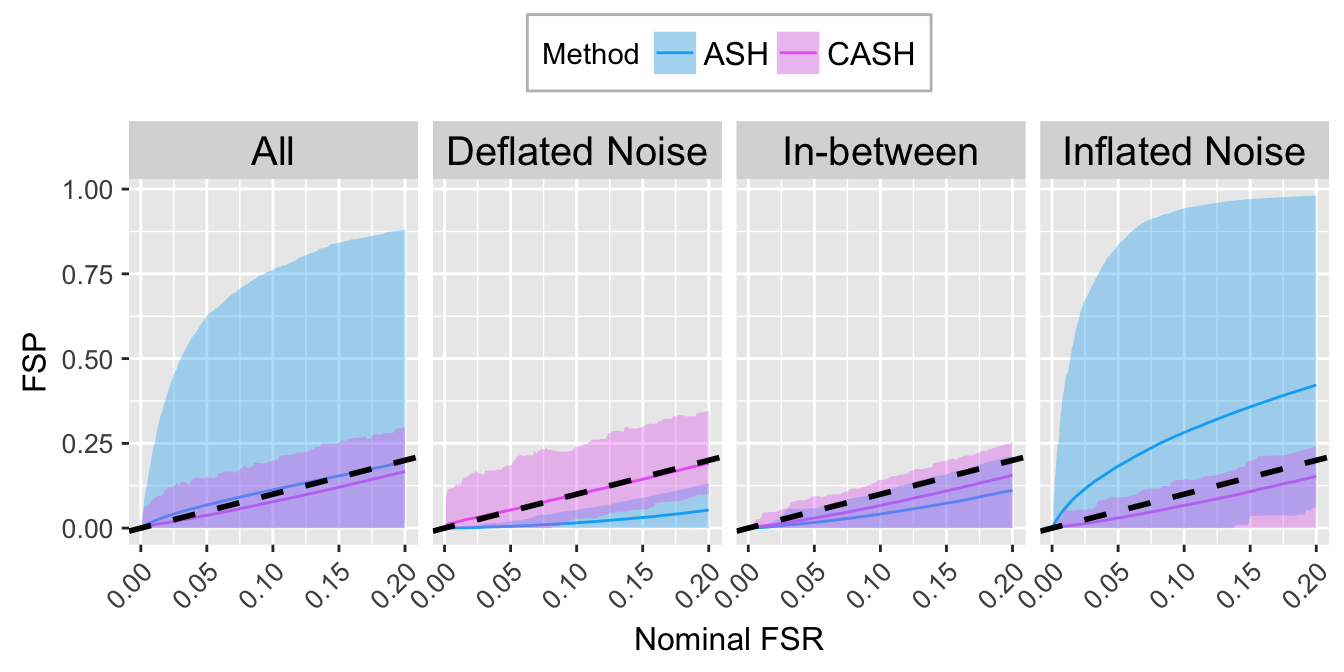 Method ASH CASH
All Deflated Noise In-between Inflated Noise
1.00
0.75
0.50
0.25
0.00
FSP
0.00 0.05 0.10 0.15 0.20 0.00 0.05 0.10 0.15 0.20 0.00 0.05 0.10 0.15 0.20 0.00 0.05 0.10 0.15 0.20
Nominal FSR